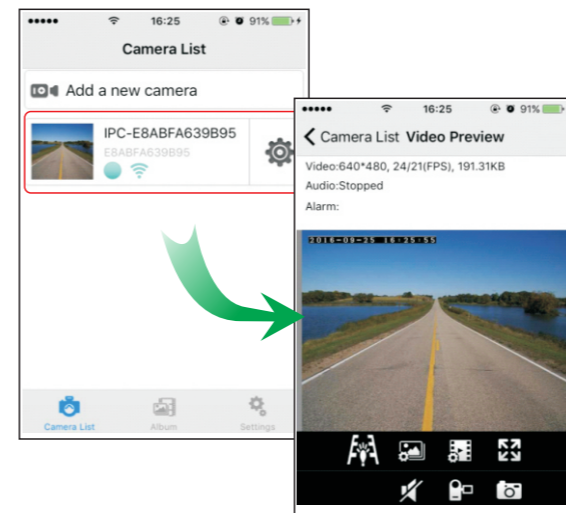 16:25 91%
Camera List
Add a new camera
IPC-E8ABFA639B95
E8ABFA639B95
Camera List Album Settings
16:25 91%
Camera List Video Preview
Video:640*480, 24/21(FPS), 191.31KB
Audio:Stopped
Alarm:
2016-09-25 16:25:55